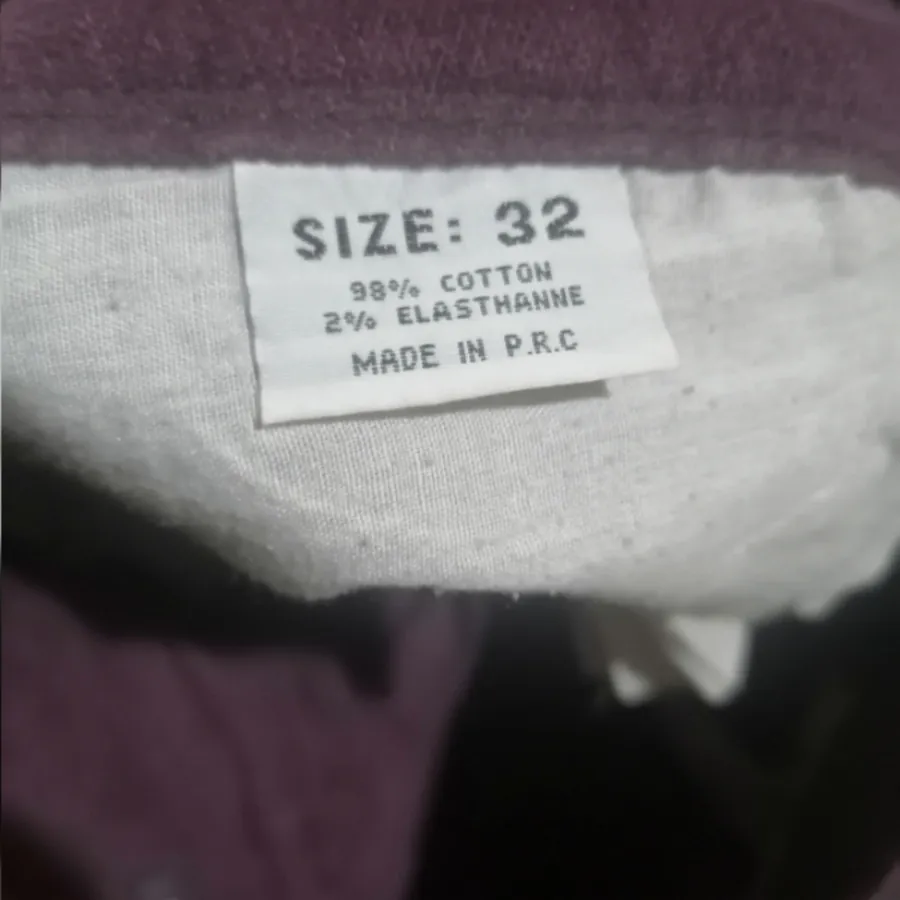 SIZE: 32
98% COTTON
2% ELASTHANNE
MADE IN P.R.C